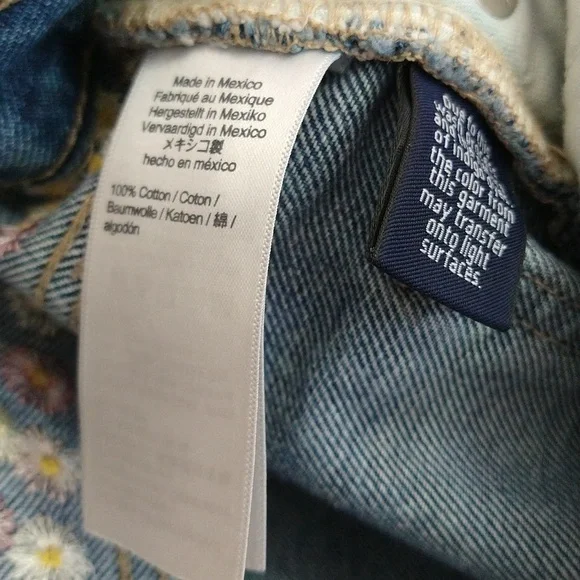 Made in Mexico
Fabriqué au Mexique
Hergestellt in Mexiko
Vervaardigd in Mexico
メキシコ製
hecho en méxico
100% Cotton / Coton /
Baumwolle / Katoen / 綿 /
algodón
Due to
of indigo
the color from
this garment
may transfer
onto light
surfaces.